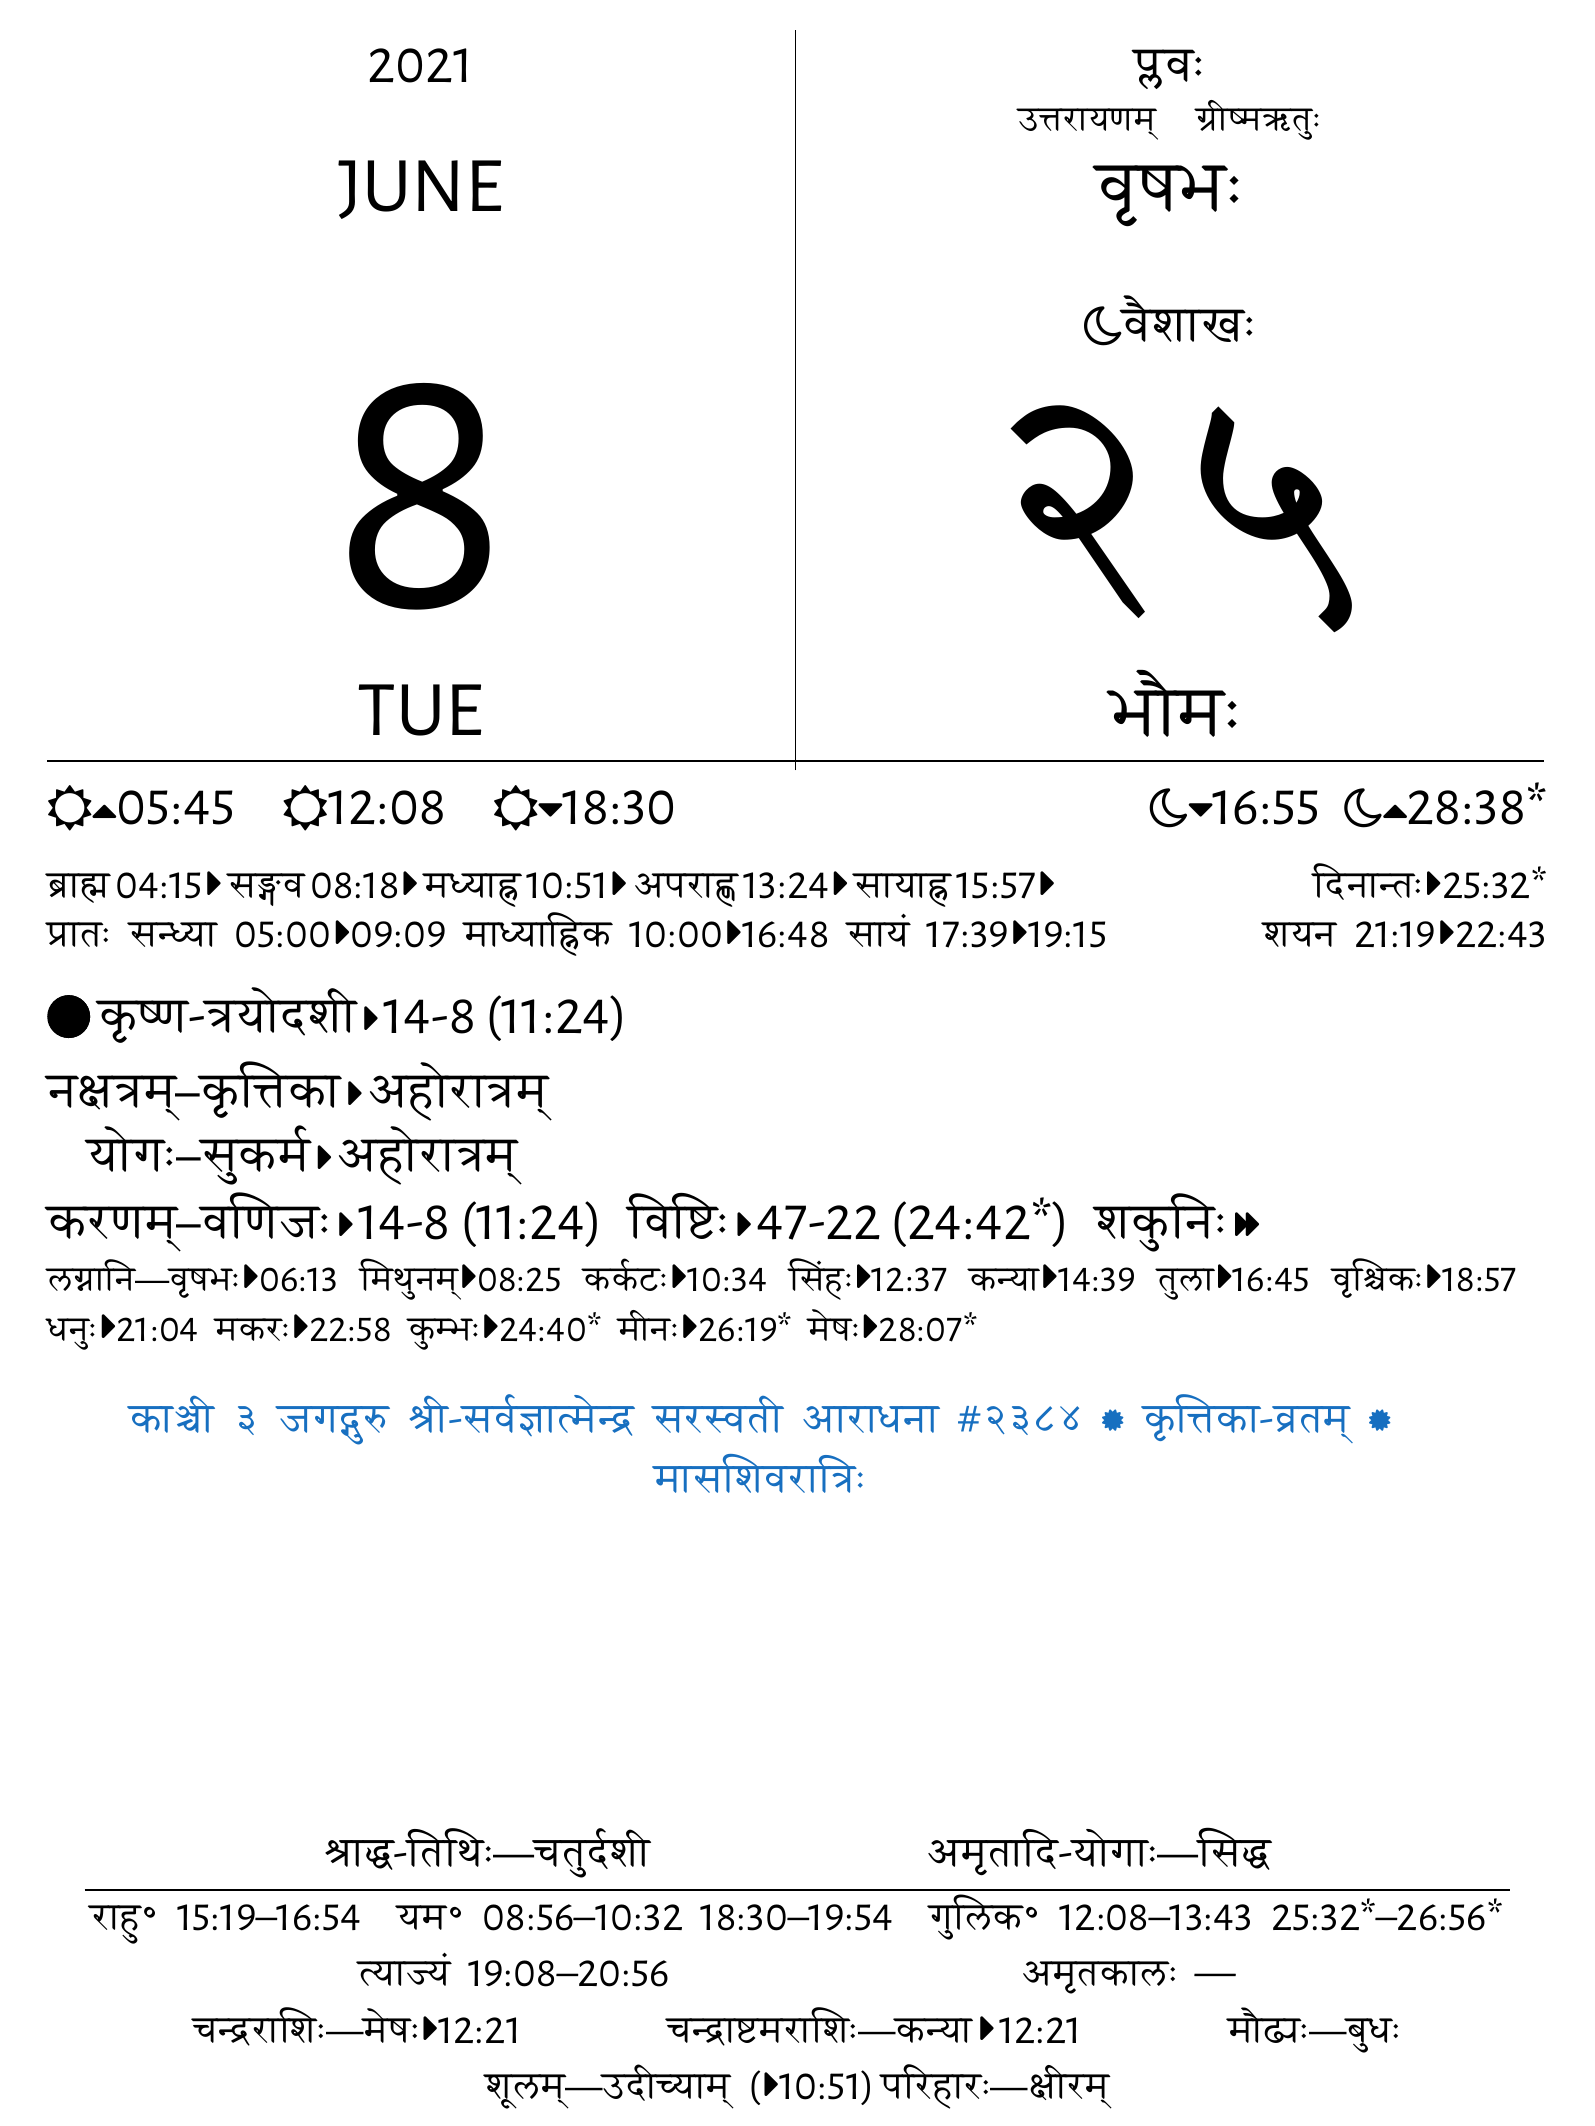 2021
JUNE
8
TUE
प्लवः
उत्तरायणम् ग्रीष्मऋतुः
वृषभः
वैशाखः
२५
भौमः
05:45 12:08 18:30 16:55 28:38*
ब्राह्म 04:15 सङ्गव 08:18 मध्याह्न 10:51 अपराह्ण 13:24 सायाह्न 15:57 दिनान्तः 25:32*
प्रातः सन्ध्या 05:00 09:09 माध्याह्निक 10:00 16:48 सायं 17:39 19:15 शयन 21:19 22:43
कृष्ण-त्रयोदशी 14-8 (11:24)
नक्षत्रम्–कृत्तिका अहोरात्रम्
योगः–सुकर्म अहोरात्रम्
करणम्–वणिजः 14-8 (11:24) विष्टिः 47-22 (24:42*) शकुनिः
लग्नानि—वृषभः 06:13 मिथुनम् 08:25 कर्कटः 10:34 सिंहः 12:37 कन्या 14:39 तुला 16:45 वृश्चिकः 18:57
धनुः 21:04 मकरः 22:58 कुम्भः 24:40* मीनः 26:19* मेषः 28:07*
काञ्ची ३ जगद्गुरु श्री-सर्वज्ञात्मेन्द्र सरस्वती आराधना #२३८४ कृत्तिका-व्रतम्
मासशिवरात्रिः
श्राद्ध-तिथिः—चतुर्दशी अमृतादि-योगाः—सिद्ध
राहु॰ 15:19–16:54 यम॰ 08:56–10:32 18:30–19:54 गुलिक॰ 12:08–13:43 25:32*–26:56*
त्याज्यं 19:08–20:56 अमृतकालः —
चन्द्रराशिः—मेषः 12:21 चन्द्राष्टमराशिः—कन्या 12:21 मौढ्यः—बुधः
शूलम्—उदीच्याम् (10:51) परिहारः—क्षीरम्